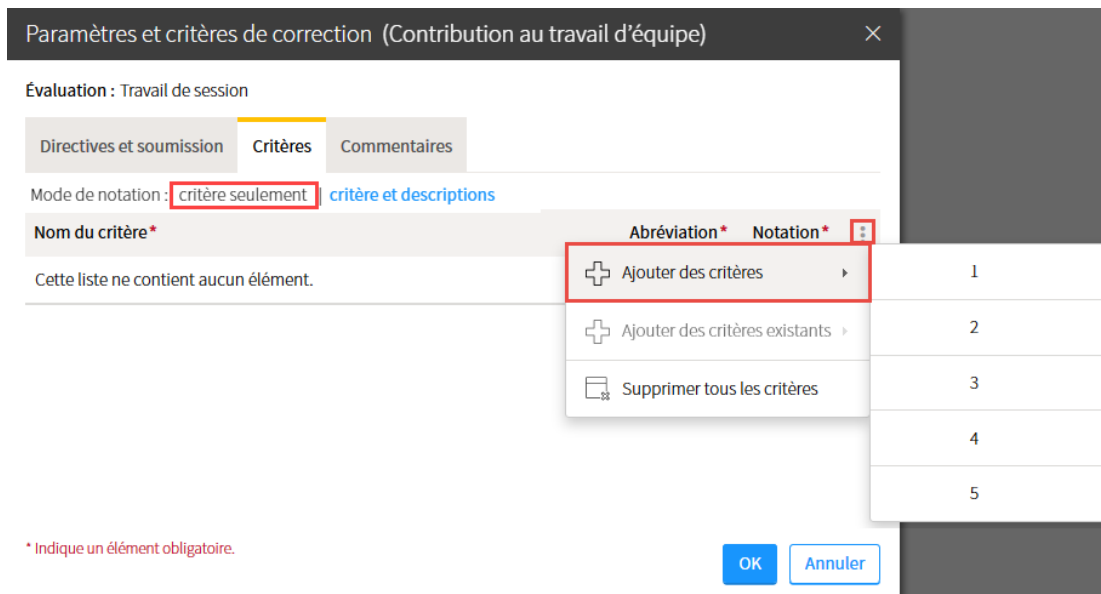 Paramètres et critères de correction (Contribution au travail d’équipe)
Évaluation : Travail de session
Directives et soumission Critères Commentaires
Mode de notation : critère seulement | critère et descriptions
Nom du critère* Abréviation* Notation*
Cette liste ne contient aucun élément.
Ajouter des critères
Ajouter des critères existants
Supprimer tous les critères
1
2
3
4
5
* Indique un élément obligatoire.
OK Annuler